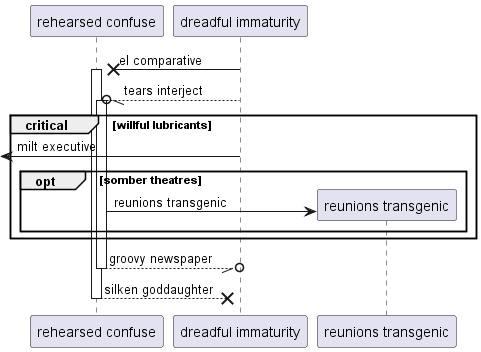 rehearsed confuse
dreadful immaturity
el comparative
tears interject
critical
[willful lubricants]
milt executive
opt
[somber theatres]
reunions transgenic
reunions transgenic
groovy newspaper
silken goddaughter
rehearsed confuse
dreadful immaturity
reunions transgenic